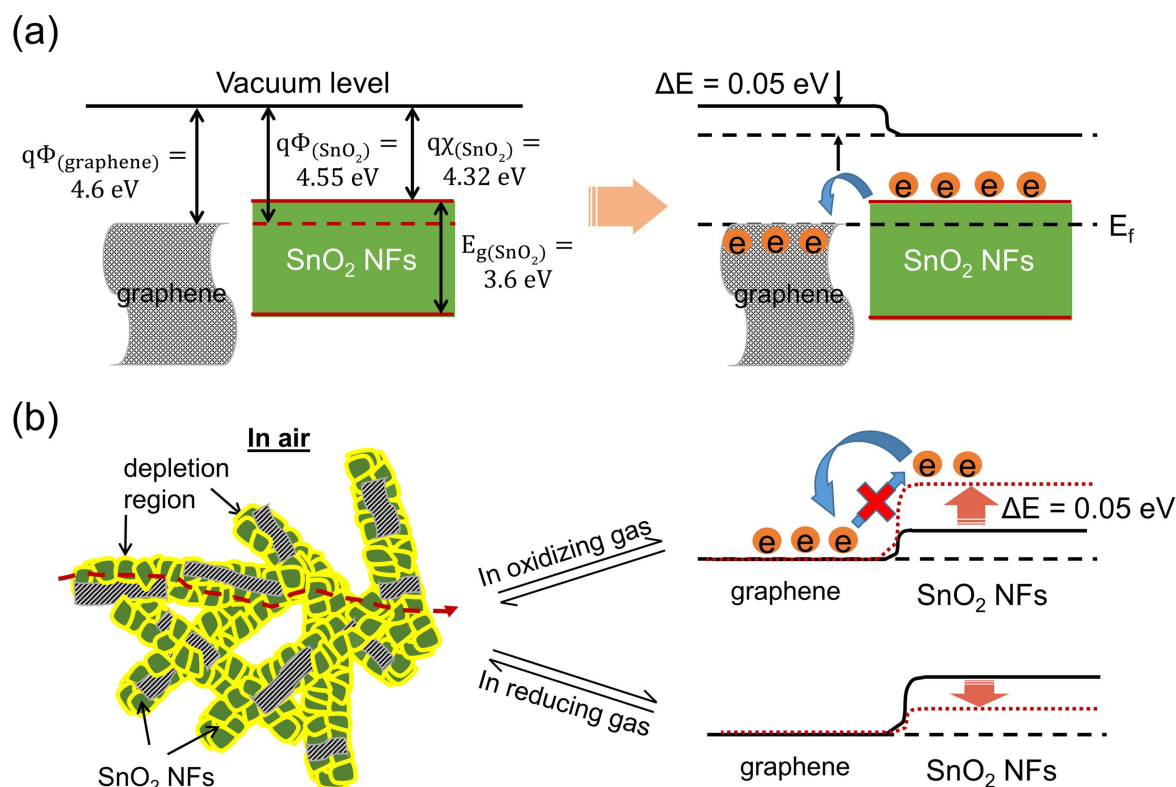 (a)
Vacuum level
qΦ(graphene) =
4.6 eV
qΦ(SnO₂) =
4.55 eV
qχ(SnO₂) =
4.32 eV
Eg(SnO₂) =
3.6 eV
SnO₂ NFs
graphene
ΔE = 0.05 eV
e e e e
Ef
e e e
SnO₂ NFs
graphene
(b)
In air
depletion
region
SnO₂ NFs
In oxidizing gas
In reducing gas
e e
ΔE = 0.05 eV
e e e
graphene
SnO₂ NFs
graphene
SnO₂ NFs